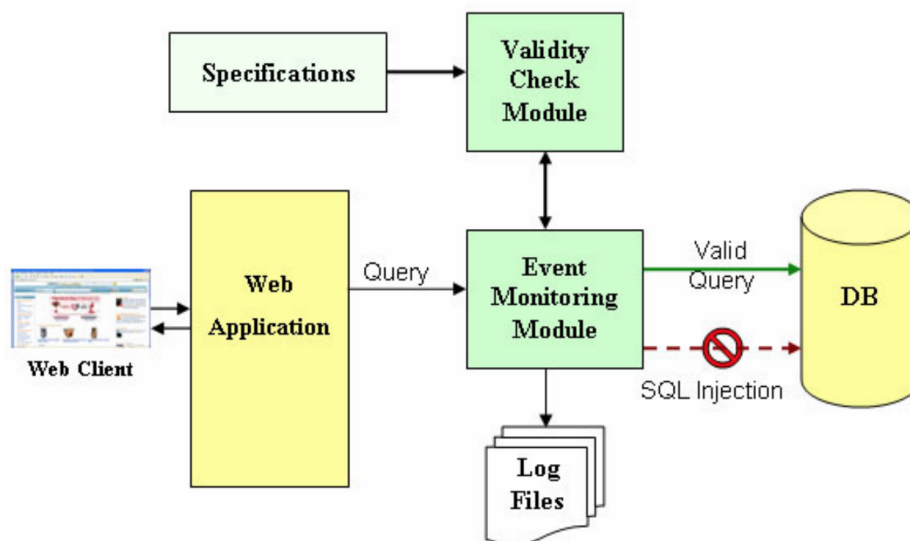 Specifications
Validity
Check
Module
Web
Application
Query
Event
Monitoring
Module
Valid
Query
DB
SQL Injection
Web Client
Log
Files